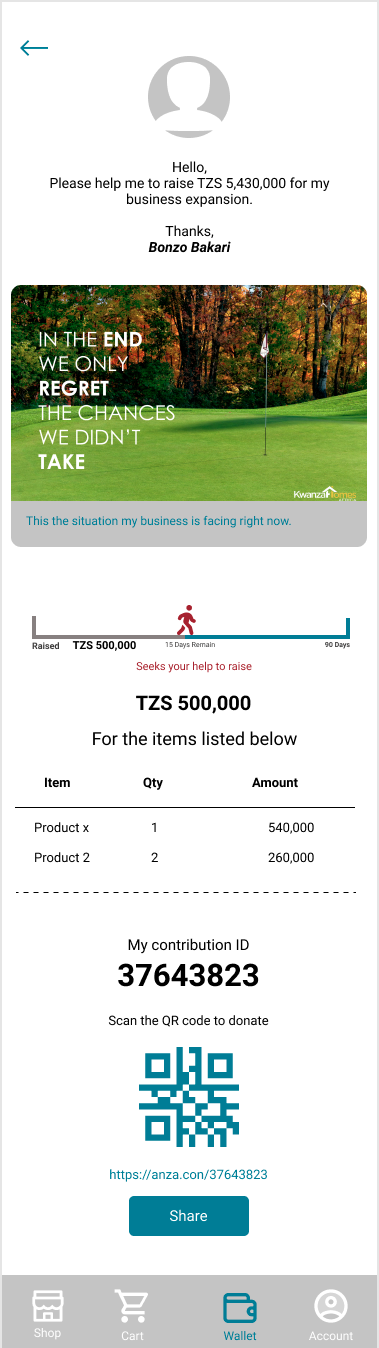 Hello,
Please help me to raise TZS 5,430,000 for my
business expansion.
Thanks,
Bonzo Bakari
IN THE END
WE ONLY
REGRET
THE CHANCES
WE DIDN'T
TAKE
Kwanza
This the situation my business is facing right now.
Raised TZS 500,000 15 Days Remain 90 Days
Seeks your help to raise
TZS 500,000
For the items listed below
Item Qty Amount
Product x 1 540,000
Product 2 2 260,000
My contribution ID
37643823
Scan the QR code to donate
https://anza.con/37643823
Share
Shop Cart Wallet Account